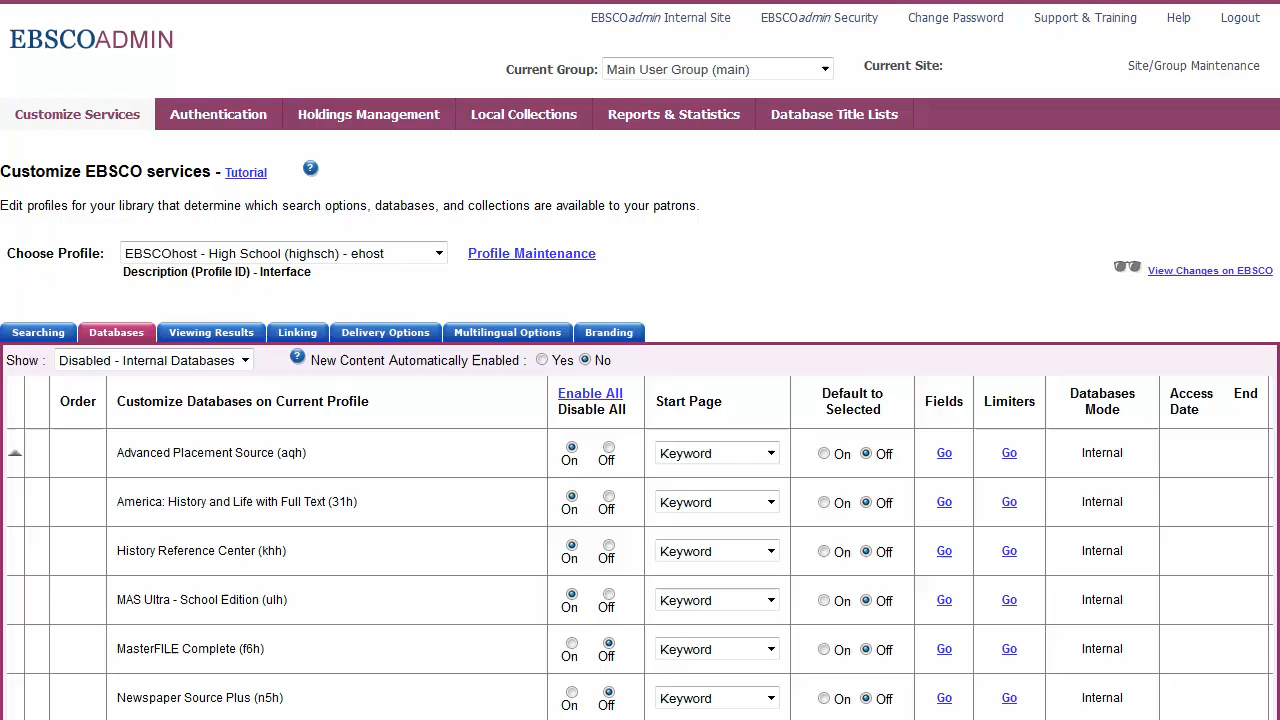 EBSCOadmin Internal Site EBSCOadmin Security Change Password Support & Training Help Logout
EBSCOADMIN
Current Group: Main User Group (main) Current Site: Site/Group Maintenance
Customize Services Authentication Holdings Management Local Collections Reports & Statistics Database Title Lists
Customize EBSCO services - Tutorial ?
Edit profiles for your library that determine which search options, databases, and collections are available to your patrons.
Choose Profile: EBSCOhost - High School (highsch) - ehost Profile Maintenance
Description (Profile ID) - Interface View Changes on EBSCO
Searching Databases Viewing Results Linking Delivery Options Multilingual Options Branding
Show : Disabled - Internal Databases ? New Content Automatically Enabled : Yes No
Order Customize Databases on Current Profile Enable All Disable All Start Page Default to Selected Fields Limiters Databases Mode Access End Date
Advanced Placement Source (aqh) On Off Keyword On Off Go Go Internal
America: History and Life with Full Text (31h) On Off Keyword On Off Go Go Internal
History Reference Center (khh) On Off Keyword On Off Go Go Internal
MAS Ultra - School Edition (ulh) On Off Keyword On Off Go Go Internal
MasterFILE Complete (f6h) On Off Keyword On Off Go Go Internal
Newspaper Source Plus (n5h) On Off Keyword On Off Go Go Internal